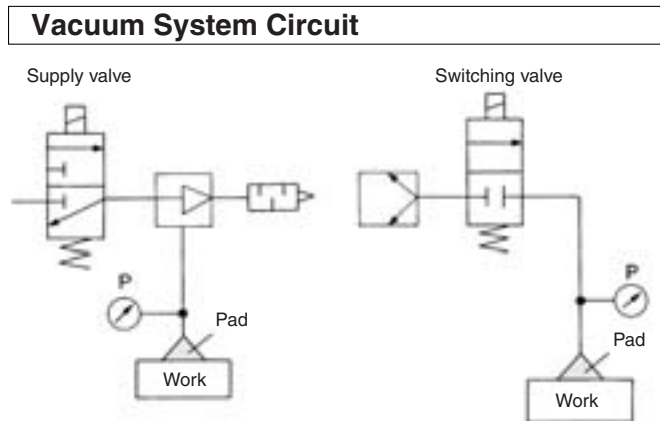 Vacuum System Circuit
Supply valve
Switching valve
P
Pad
Work
P
Pad
Work